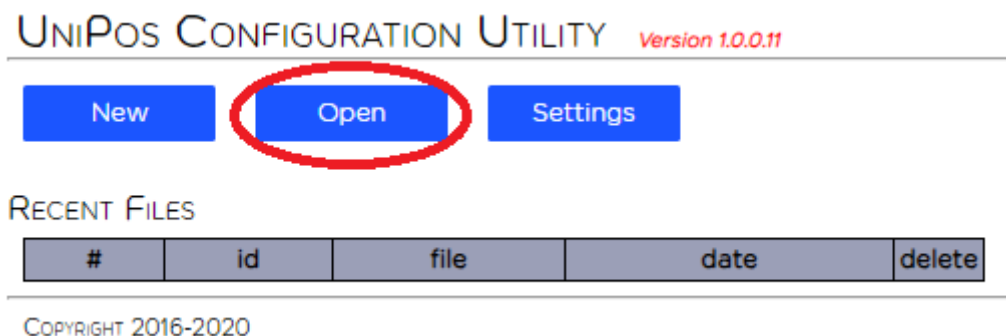 UniPos Configuration Utility Version 1.0.0.11
New Open Settings
Recent Files
# id file date delete
Copyright 2016-2020